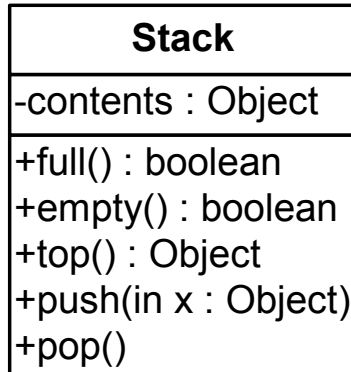 Stack
-contents : Object
+full() : boolean
+empty() : boolean
+top() : Object
+push(in x : Object)
+pop()